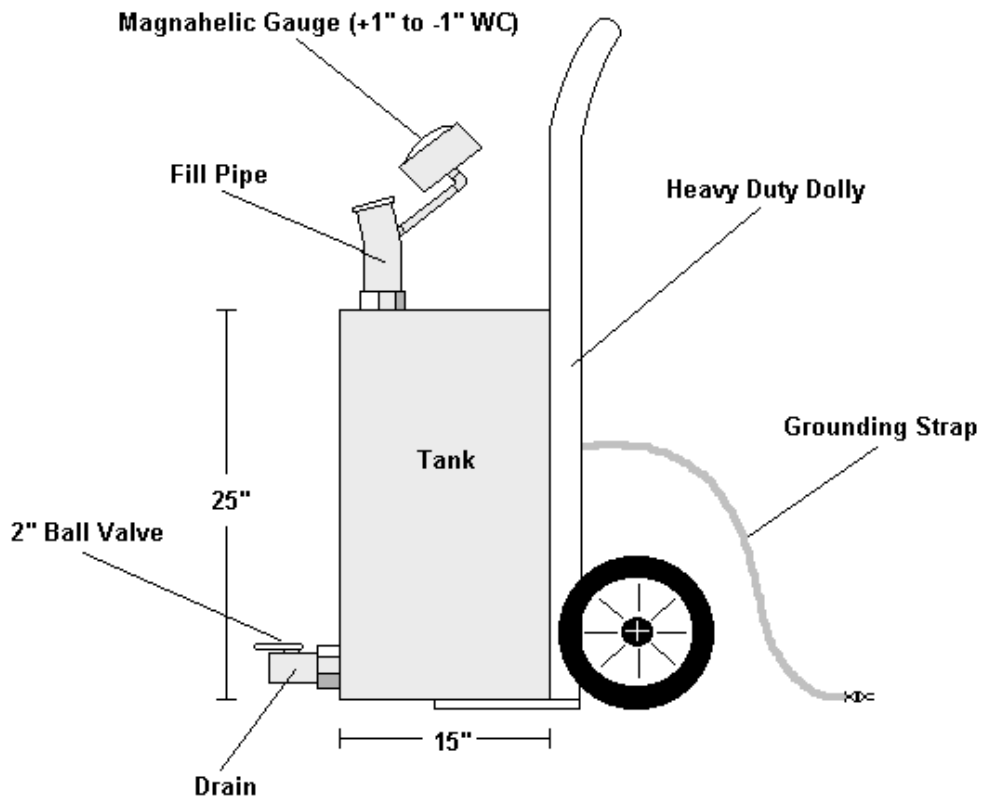 Magnahelic Gauge (+1" to -1" WC)
Fill Pipe
Heavy Duty Dolly
Grounding Strap
Tank
25"
2" Ball Valve
15"
Drain